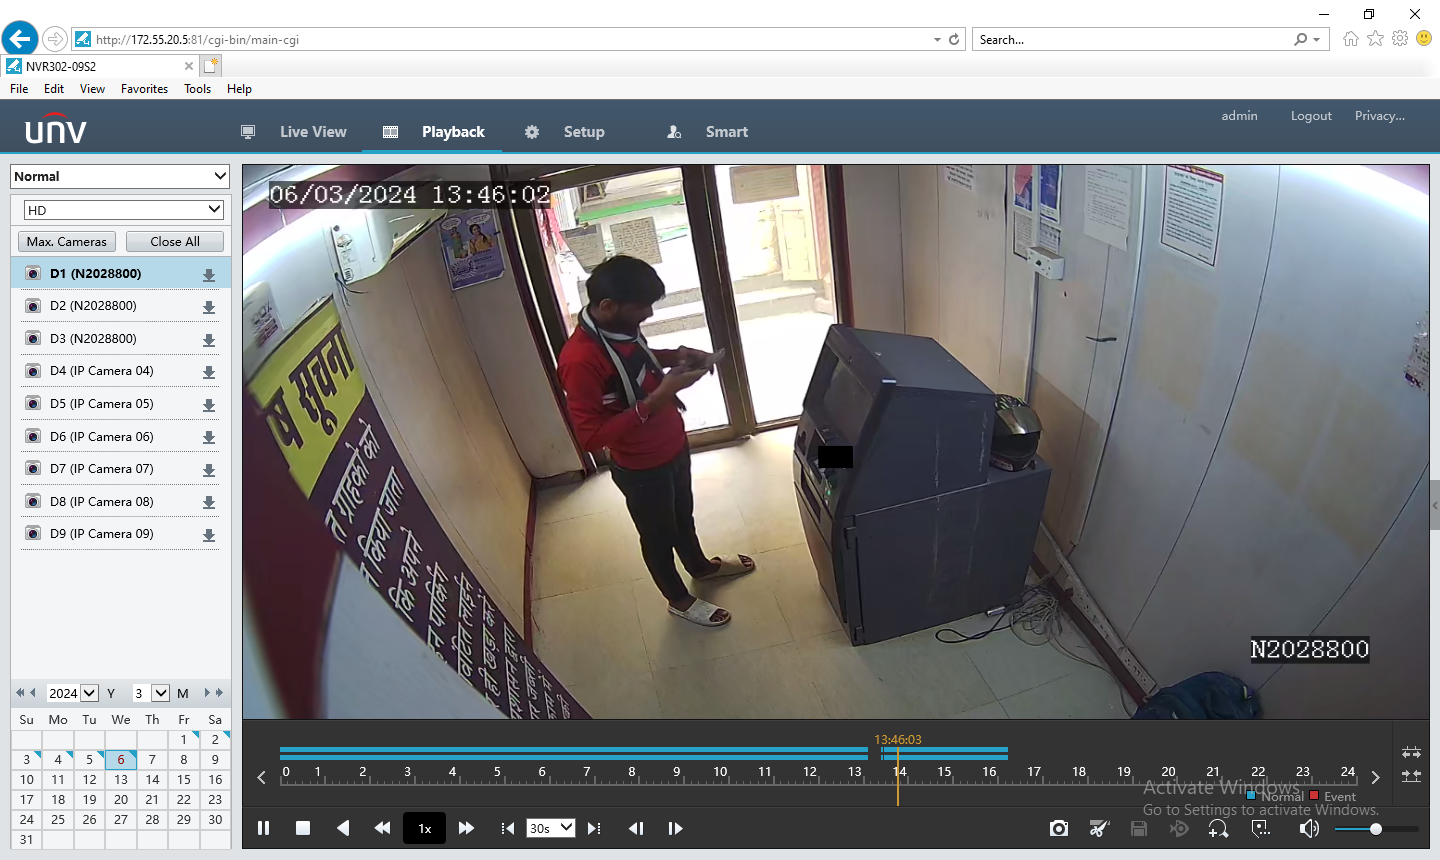 http://172.55.20.5:81/cgi-bin/main-cgi
Search...
NVR302-09S2
File Edit View Favorites Tools Help
unv
Live View Playback Setup Smart
admin Logout Privacy...
Normal
HD
Max. Cameras Close All
D1 (N2028800)
D2 (N2028800)
D3 (N2028800)
D4 (IP Camera 04)
D5 (IP Camera 05)
D6 (IP Camera 06)
D7 (IP Camera 07)
D8 (IP Camera 08)
D9 (IP Camera 09)
2024 Y 3 M
Su Mo Tu We Th Fr Sa
1 2
3 4 5 6 7 8 9
10 11 12 13 14 15 16
17 18 19 20 21 22 23
24 25 26 27 28 29 30
31
06/03/2024 13:46:02
सूचना
ग्राहकों को
किया जाता
कि अपने
N2028800
13:46:03
0 1 2 3 4 5 6 7 8 9 10 11 12 13 14 15 16 17 18 19 20 21 22 23 24
Normal Event
Activate Windows
Go to Settings to activate Windows.
1x
30s